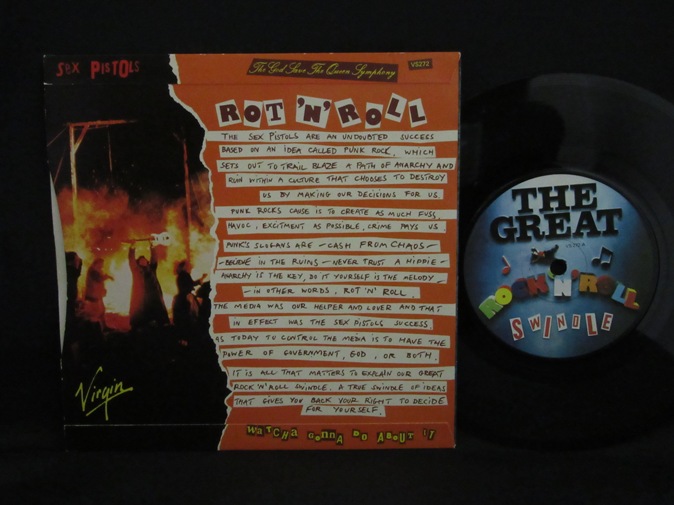 SEX PISTOLS
The God Save The Queen Symphony
VS272
ROT 'N' ROLL
THE SEX PISTOLS ARE AN UNDOUBTED SUCCESS
BASED ON AN IDEA CALLED PUNK ROCK, WHICH
SETS OUT TO TRAIL BLAZE A PATH OF ANARCHY AND
RUIN WITHIN A CULTURE THAT CHOOSES TO DESTROY
US BY MAKING OUR DECISIONS FOR US.
PUNK ROCKS CAUSE IS TO CREATE AS MUCH FUSS,
HAVOC, EXCITMENT AS POSSIBLE, CRIME PAYS US
PUNK'S SLOGANS ARE - CASH FROM CHAOS -
- BELIEVE IN THE RUINS - NEVER TRUST A HIPPIE -
ANARCHY IS THE KEY, DO IT YOURSELF IS THE MELODY -
- IN OTHER WORDS, ROT 'N' ROLL.
THE MEDIA WAS OUR HELPER AND LOVER AND THAT
IN EFFECT WAS THE SEX PISTOLS SUCCESS
AS TODAY TO CONTROL THE MEDIA IS TO HAVE THE
POWER OF GOVERNMENT, GOD, OR BOTH.
IT IS ALL THAT MATTERS TO EXPLAIN OUR GREAT
ROCK 'N' ROLL SWINDLE. A TRUE SWINDLE OF IDEAS
THAT GIVES YOU BACK YOUR RIGHT TO DECIDE
FOR YOURSELF.
WATCHA GONNA DO ABOUT IT
Virgin
THE
GREAT
VS 272-A
ROCK'N'ROLL
SWINDLE